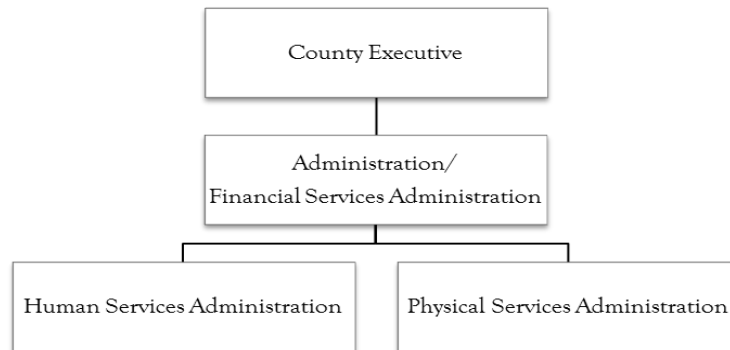 County Executive
Administration/
Financial Services Administration
Human Services Administration
Physical Services Administration